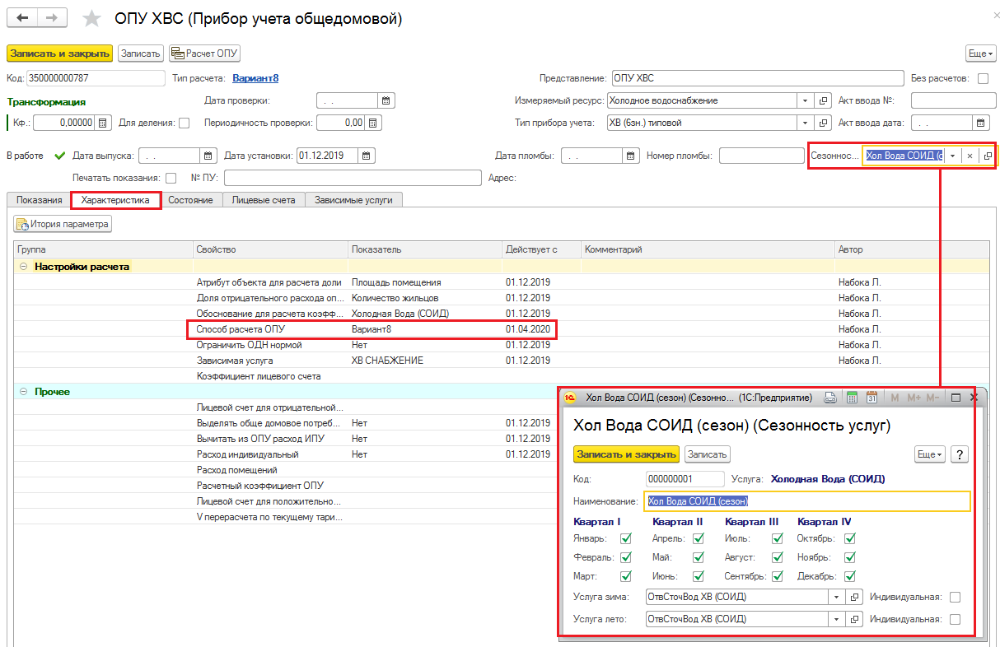 ОПУ ХВС (Прибор учета общедомовой)
Записать и закрыть Записать Расчет ОПУ Еще
Код: 350000000787 Тип расчета: Вариант8 Представление: ОПУ ХВС Без расчетов:
Трансформация Дата проверки: . . Измеряемый ресурс: Холодное водоснабжение Акт ввода №:
Кф.: 0,00000 Для деления: Периодичность проверки: 0,00 Тип прибора учета: ХВ (6зн.) типовой Акт ввода дата: . .
В работе Дата выпуска: . . Дата установки: 01.12.2019 Дата пломбы: . . Номер пломбы: Сезоннос... Хол Вода СОИД (с
Печатать показания: № ПУ: Адрес:
Показания Характеристика Состояние Лицевые счета Зависимые услуги
Итория параметра
Группа Свойство Показатель Действует с Комментарий Автор
Настройки расчета
Атрибут объекта для расчета доли Площадь помещения 01.12.2019 Набока Л.
Доля отрицательного расхода оп... Количество жильцов 01.12.2019 Набока Л.
Обоснование для расчета коэфф... Холодная Вода (СОИД) 01.12.2019 Набока Л.
Способ расчета ОПУ Вариант8 01.04.2020 Набока Л.
Ограничить ОДН нормой Нет 01.12.2019 Набока Л.
Зависимая услуга ХВ СНАБЖЕНИЕ 01.12.2019 Набока Л.
Коэффициент лицевого счета
Прочее
Лицевой счет для отрицательной...
Выделять обще домовое потреб... Нет 01.12.2019
Вычитать из ОПУ расход ИПУ Нет 01.12.2019
Расход индивидуальный Нет 01.12.2019
Расход помещений
Расчетный коэффициент ОПУ
Лицевой счет для положительно...
V перерасчета по текущему тари...
1С Хол Вода СОИД (сезон) (Сезонно... (1С:Предприятие) 31 M M+ M-
Хол Вода СОИД (сезон) (Сезонность услуг)
Записать и закрыть Записать Еще ?
Код: 000000001 Услуга: Холодная Вода (СОИД)
Наименование: Хол Вода СОИД (сезон)
Квартал I Квартал II Квартал III Квартал IV
Январь: Апрель: Июль: Октябрь:
Февраль: Май: Август: Ноябрь:
Март: Июнь: Сентябрь: Декабрь:
Услуга зима: ОтвСточВод ХВ (СОИД) Индивидуальная:
Услуга лето: ОтвСточВод ХВ (СОИД) Индивидуальная: